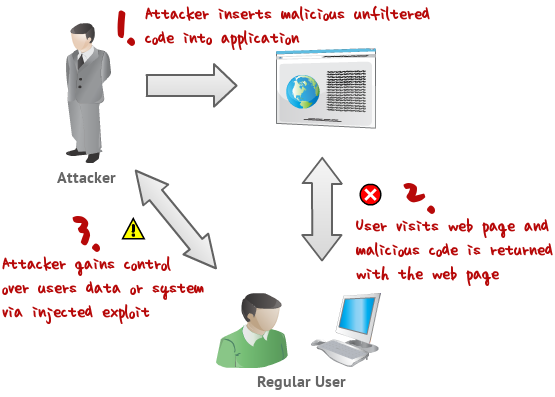 1. Attacker inserts malicious unfiltered
code into application
Attacker
2.
User visits web page and
malicious code is returned
with the web page
3.
Attacker gains control
over users data or system
via injected exploit
Regular User